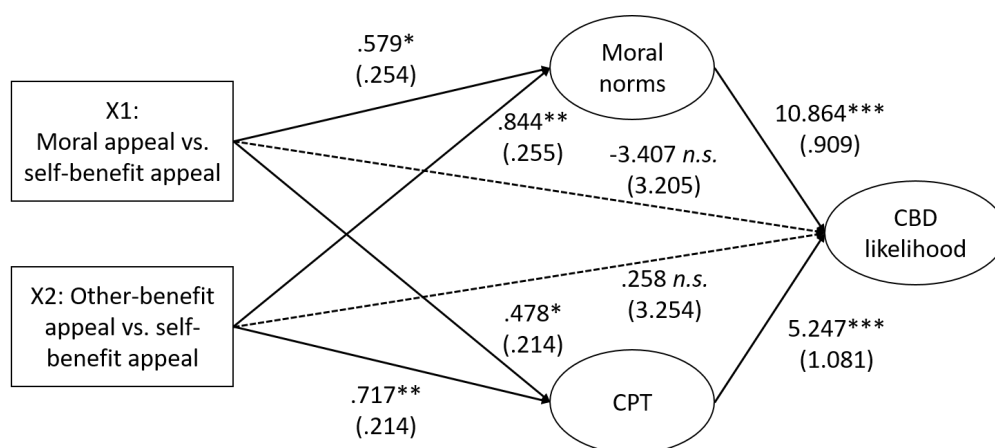 .579*
(.254)
Moral
norms
X1:
Moral appeal vs.
self-benefit appeal
.844**
(.255)
10.864***
(.909)
-3.407 n.s.
(3.205)
CBD
likelihood
X2: Other-benefit
appeal vs. self-
benefit appeal
.258 n.s.
(3.254)
.478*
(.214)
5.247***
(1.081)
.717**
(.214)
CPT